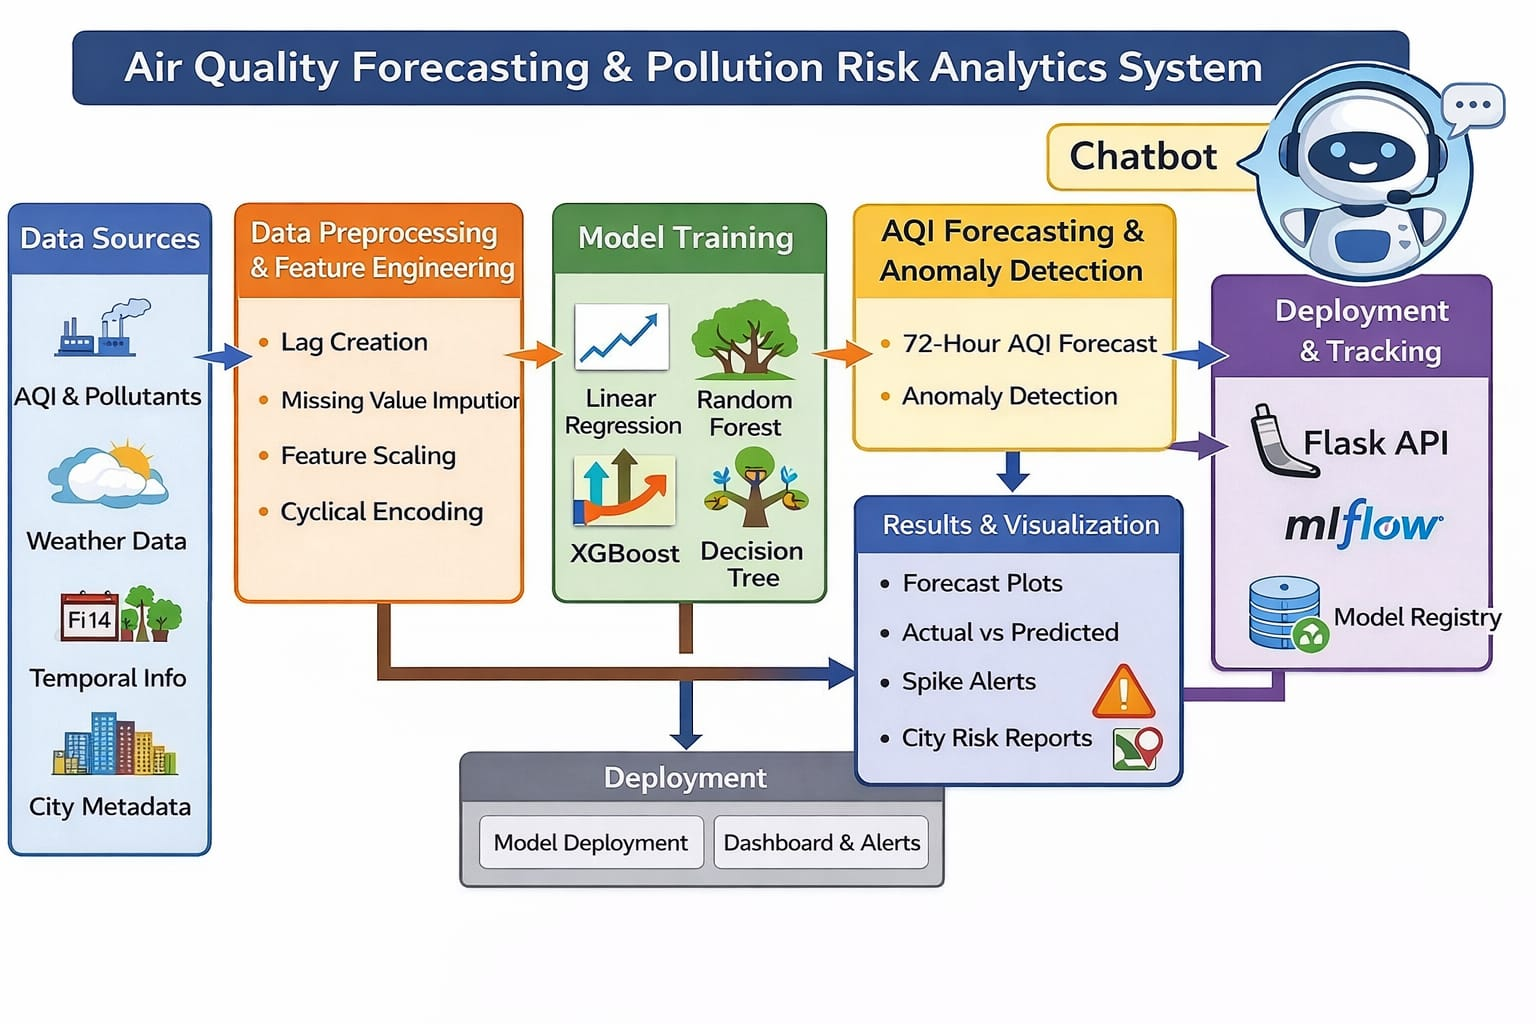 Air Quality Forecasting & Pollution Risk Analytics System
Chatbot
Data Sources
AQI & Pollutants
Weather Data
Fi14
Temporal Info
City Metadata
Data Preprocessing
& Feature Engineering
• Lag Creation
• Missing Value Imputior
• Feature Scaling
• Cyclical Encoding
Model Training
Linear
Regression
Random
Forest
XGBoost
Decision
Tree
AQI Forecasting &
Anomaly Detection
• 72-Hour AQI Forecast
• Anomaly Detection
Results & Visualization
• Forecast Plots
• Actual vs Predicted
• Spike Alerts
• City Risk Reports
Deployment
& Tracking
Flask API
mlflow
Model Registry
Deployment
Model Deployment
Dashboard & Alerts